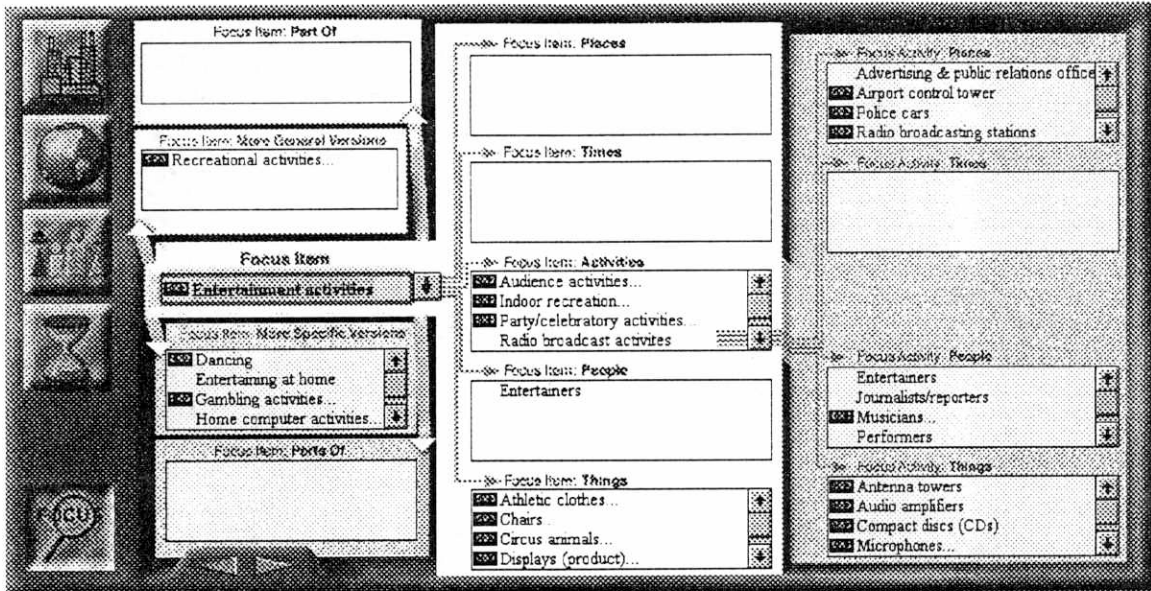 Focus Item: Part Of
Focus Item: More General Versions
Recreational activities...
Focus Item
Entertainment activities
Focus Item: More Specific Versions
Dancing
Entertaining at home
Gambling activities...
Home computer activities...
Focus Item: Parts Of
FOCUS
Focus Item: Places
Focus Item: Times
Focus Item: Activities
Audience activities...
Indoor recreation...
Party/celebratory activities...
Radio broadcast activites
Focus Item: People
Entertainers
Focus Item: Things
Athletic clothes...
Chairs...
Circus animals...
Displays (product)...
Focus Activity: Places
Advertising & public relations office
Airport control tower
Police cars
Radio broadcasting stations
Focus Activity: Times
Focus Activity: People
Entertainers
Journalists/reporters
Musicians...
Performers
Focus Activity: Things
Antenna towers
Audio amplifiers
Compact discs (CDs)
Microphones...